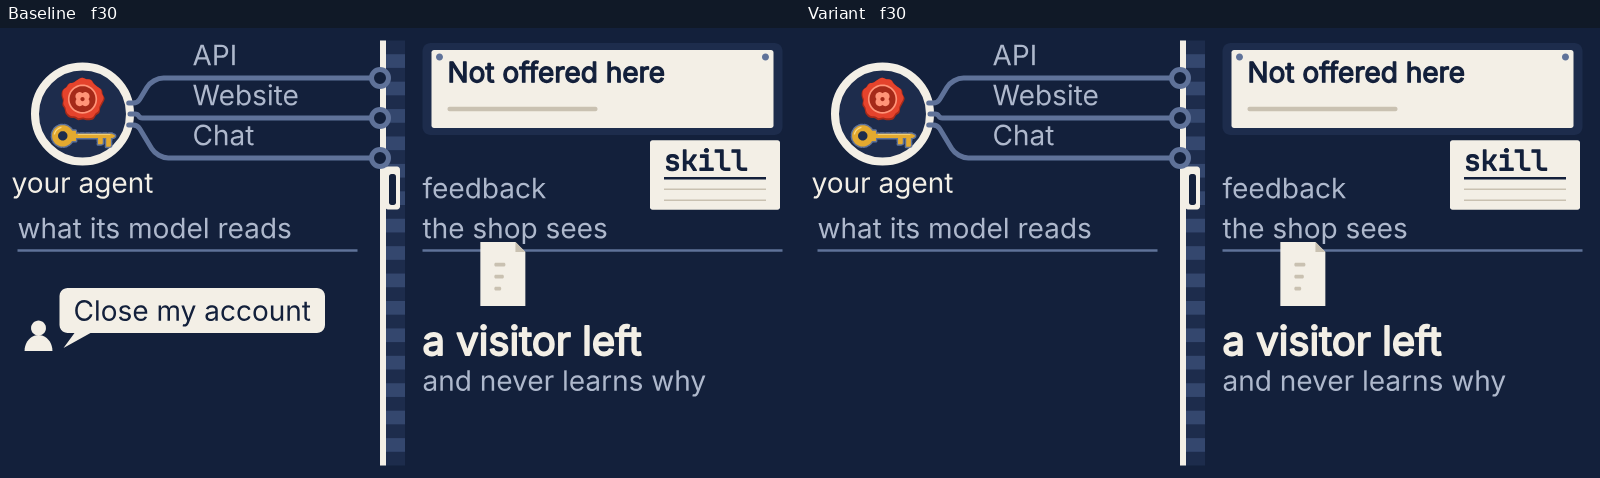 Baseline f30
API
Website
Chat
your agent
what its model reads
Close my account
Not offered here
skill
feedback
the shop sees
a visitor left
and never learns why
Variant f30
API
Website
Chat
your agent
what its model reads
Not offered here
skill
feedback
the shop sees
a visitor left
and never learns why